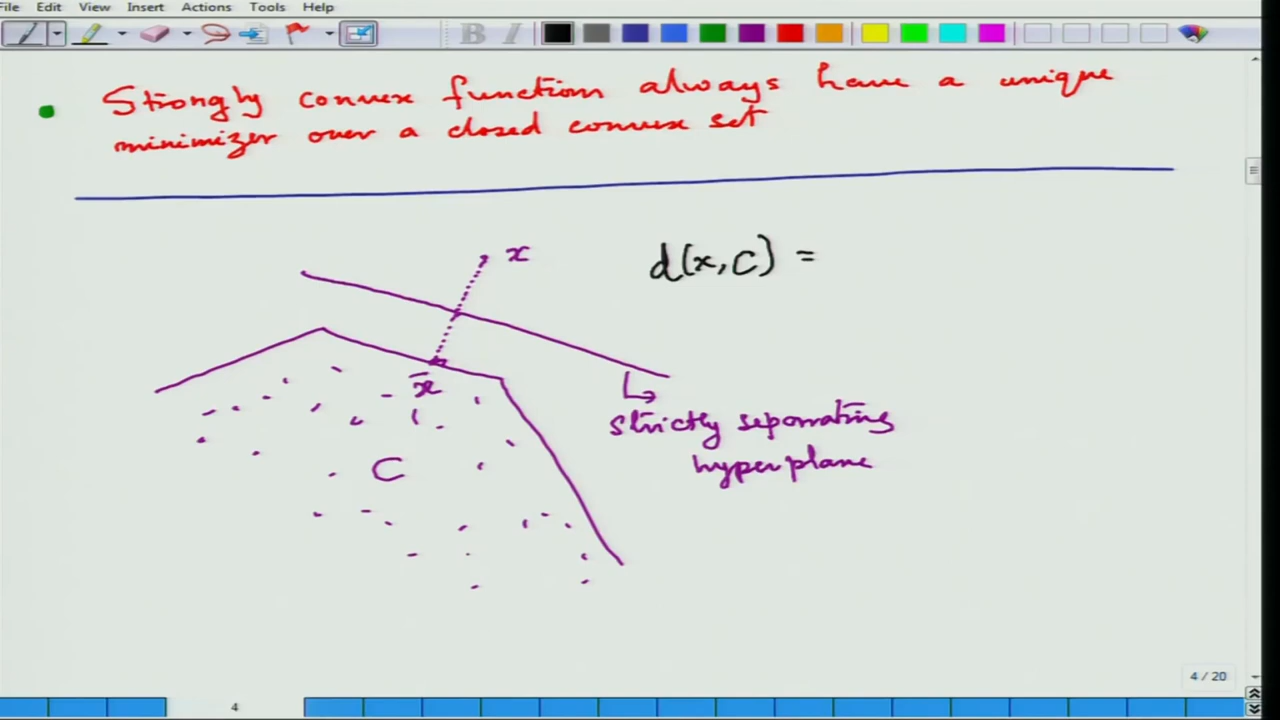 File Edit View Insert Actions Tools Help
B I
Strongly convex function always have a unique
minimizer over a closed convex set
x
d(x, C) =
x̄
strictly separating
hyperplane
C
4 / 20
4